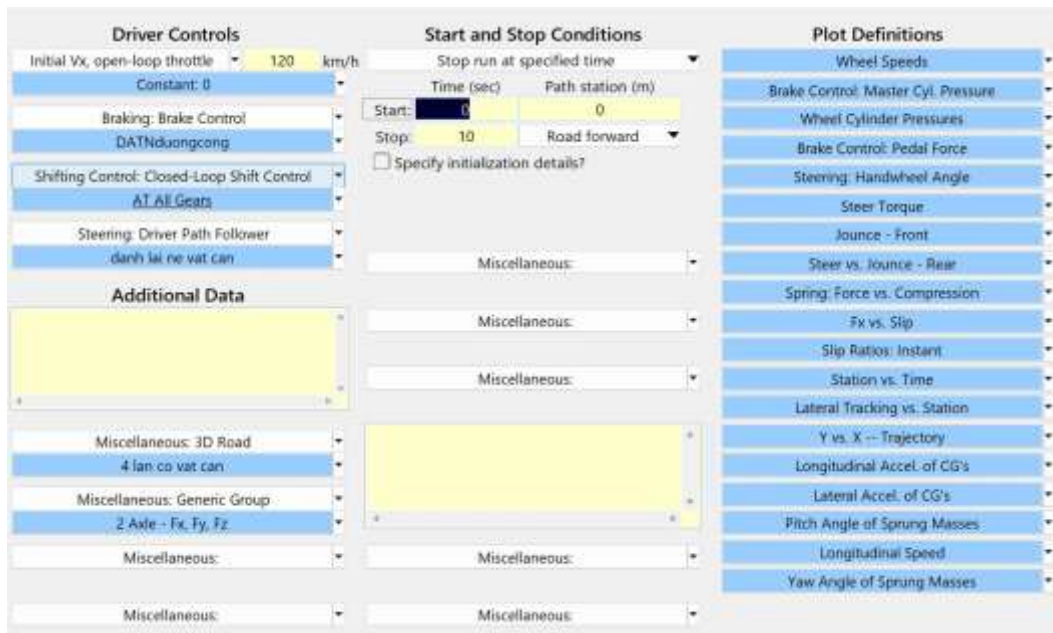 Driver Controls
Initial Vx, open-loop throttle 120 km/h
Constant: 0
Braking: Brake Control
DATNduongcong
Shifting Control: Closed-Loop Shift Control
AT All Gears
Steering: Driver Path Follower
danh lai ne vat can
Additional Data
Miscellaneous: 3D Road
4 lan co vat can
Miscellaneous: Generic Group
2 Axle - Fx, Fy, Fz
Miscellaneous:
Miscellaneous:
Start and Stop Conditions
Stop run at specified time
Time (sec) Path station (m)
Start: 0 0
Stop: 10 Road forward
Specify initialization details?
Miscellaneous:
Miscellaneous:
Miscellaneous:
Miscellaneous:
Miscellaneous:
Plot Definitions
Wheel Speeds
Brake Control: Master Cyl. Pressure
Wheel Cylinder Pressures
Brake Control: Pedal Force
Steering: Handwheel Angle
Steer Torque
Jounce - Front
Steer vs. Jounce - Rear
Spring: Force vs. Compression
Fx vs. Slip
Slip Ratios: Instant
Station vs. Time
Lateral Tracking vs. Station
Y vs. X -- Trajectory
Longitudinal Accel. of CG's
Lateral Accel. of CG's
Pitch Angle of Sprung Masses
Longitudinal Speed
Yaw Angle of Sprung Masses